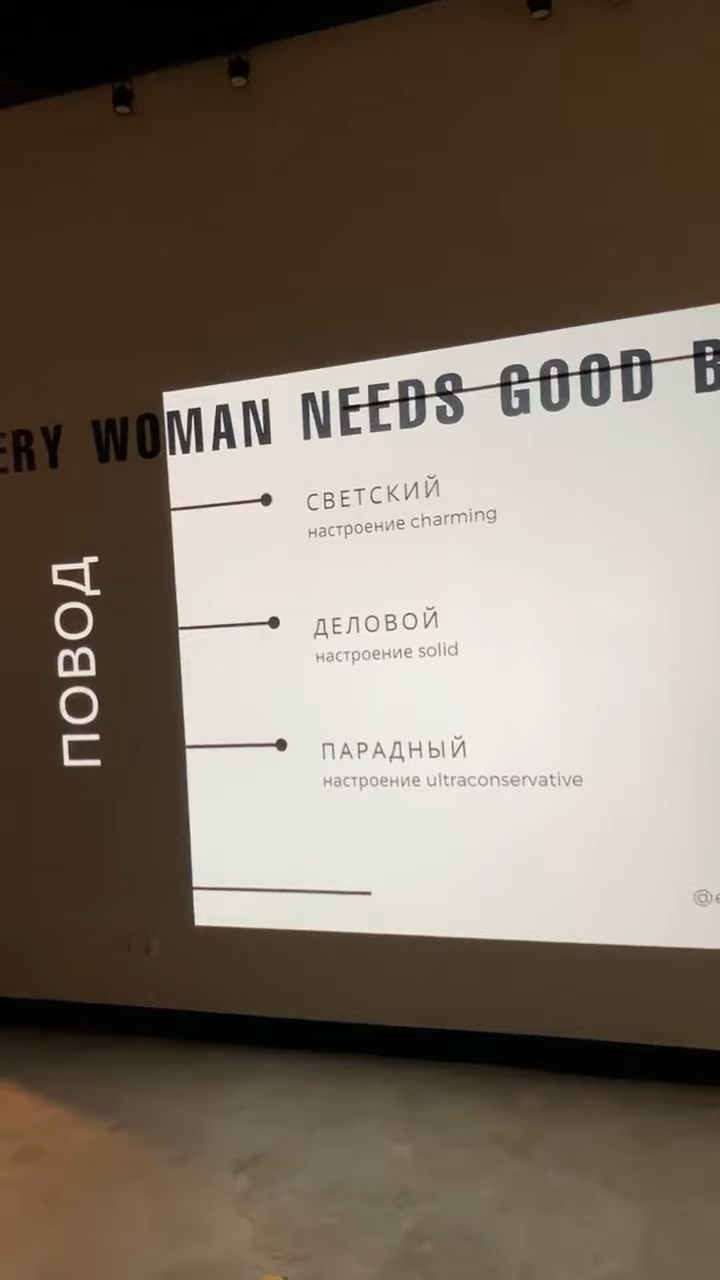 ERY WOMAN NEEDS GOOD B
ПОВОД
СВЕТСКИЙ
настроение charming
ДЕЛОВОЙ
настроение solid
ПАРАДНЫЙ
настроение ultraconservative
@e